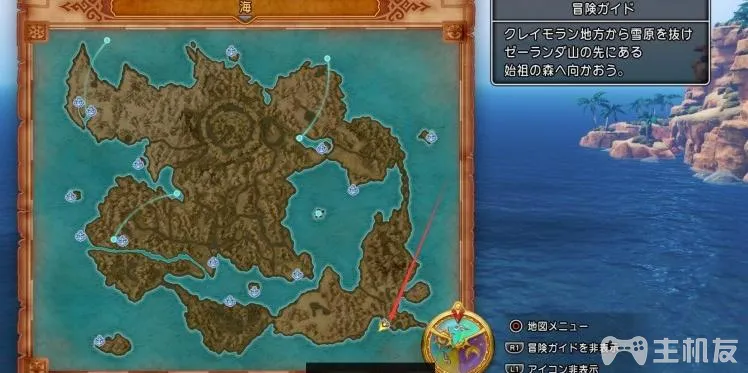 海
冒険ガイド
クレイモラン地方から雪原を抜け
ゼーランダ山の先にある
始祖の森へ向かおう。
地図メニュー
R1 冒険ガイドを非表示
L1 アイコン非表示
主机友